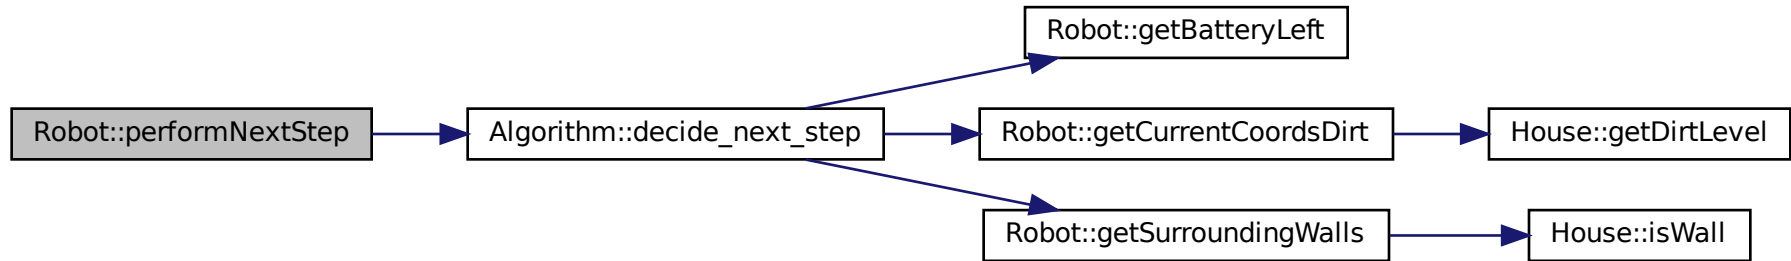 Robot::getBatteryLeft
Robot::performNextStep
Algorithm::decide_next_step
Robot::getCurrentCoordsDirt
House::getDirtLevel
Robot::getSurroundingWalls
House::isWall